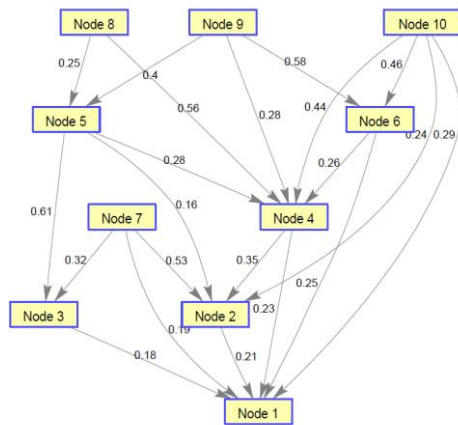 Node 8
Node 9
Node 10
0.25
0.4
0.58
0.46
0.56
0.28
0.44
Node 5
Node 6
0.24
0.29
0.28
0.26
0.16
0.61
Node 7
Node 4
0.32
0.53
0.35
0.25
Node 3
Node 2
0.23
0.19
0.18
0.21
Node 1